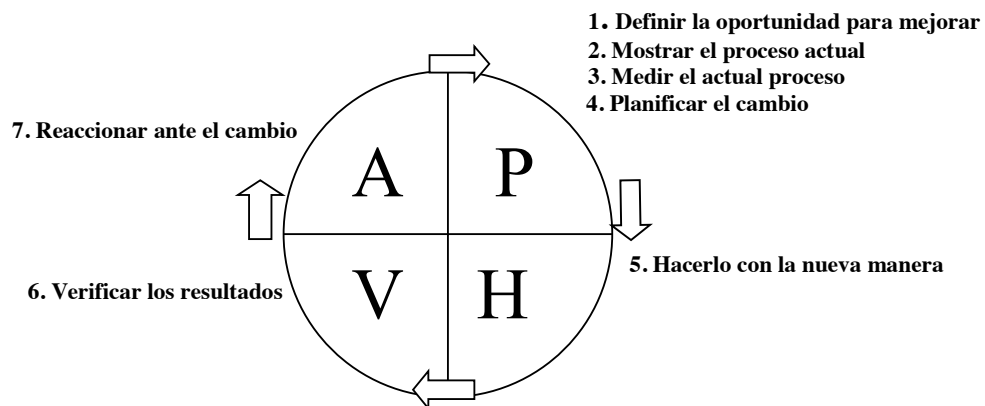 1. Definir la oportunidad para mejorar
2. Mostrar el proceso actual
3. Medir el actual proceso
4. Planificar el cambio
7. Reaccionar ante el cambio
A
P
5. Hacerlo con la nueva manera
6. Verificar los resultados
V
H